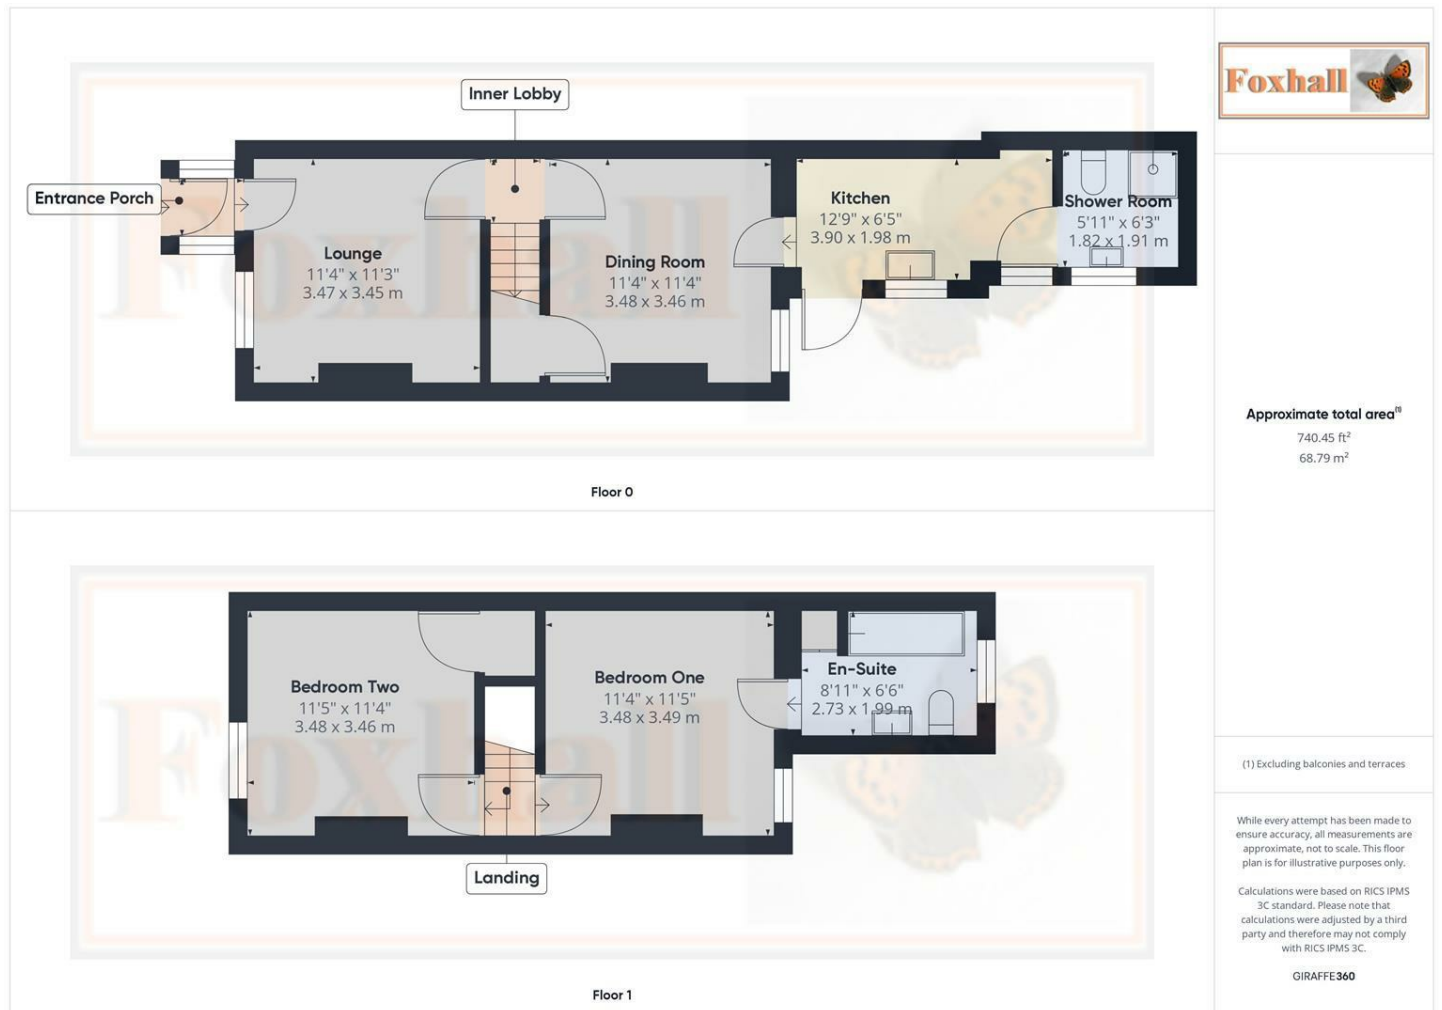 Inner Lobby
Entrance Porch
Lounge
11'4" x 11'3"
3.47 x 3.45 m
Dining Room
11'4" x 11'4"
3.48 x 3.46 m
Kitchen
12'9" x 6'5"
3.90 x 1.98 m
Shower Room
5'11" x 6'3"
1.82 x 1.91 m
Foxhall
Floor 0
Bedroom Two
11'5" x 11'4"
3.48 x 3.46 m
Bedroom One
11'4" x 11'5"
3.48 x 3.49 m
En-Suite
8'11" x 6'6"
2.73 x 1.99 m
Landing
Foxhall
Floor 1
Foxhall
Approximate total area(1)
740.45 ft²
68.79 m²
(1) Excluding balconies and terraces
While every attempt has been made to
ensure accuracy, all measurements are
approximate, not to scale. This floor
plan is for illustrative purposes only.
Calculations were based on RICS IPMS
3C standard. Please note that
calculations were adjusted by a third
party and therefore may not comply
with RICS IPMS 3C.
GIRAFFE360